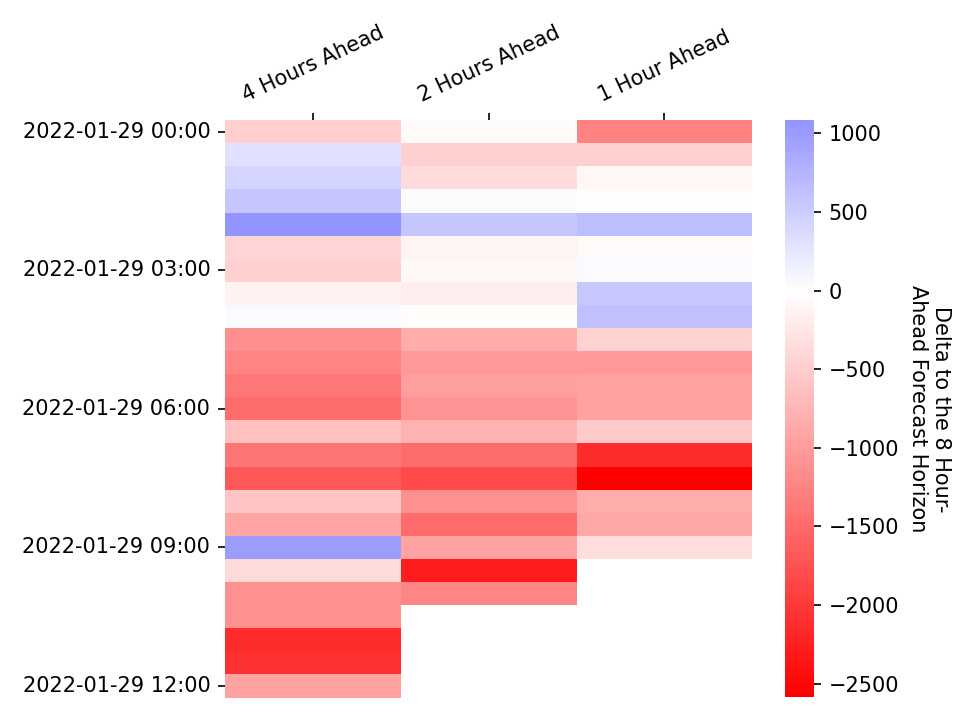 4 Hours Ahead
2 Hours Ahead
1 Hour Ahead
2022-01-29 00:00
2022-01-29 03:00
2022-01-29 06:00
2022-01-29 09:00
2022-01-29 12:00
1000
500
0
−500
−1000
−1500
−2000
−2500
Delta to the 8 Hour-
Ahead Forecast Horizon